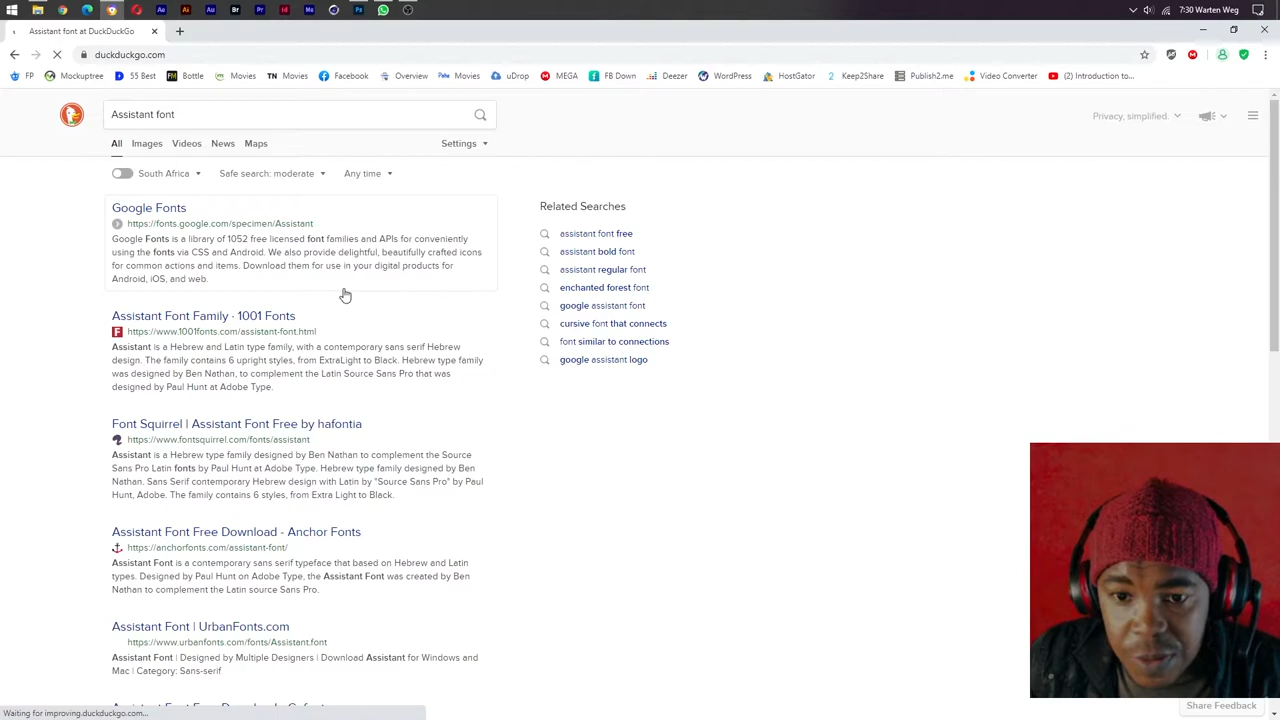 7:30 Warten Weg
Assistant font at DuckDuckGo
duckduckgo.com
FP Mockuptree 55 Best Bottle Movies TN Movies Facebook Overview Movies uDrop MEGA FB Down Deezer WordPress HostGator Keep2Share Publish2.me Video Converter (2) Introduction to...
Assistant font
Privacy, simplified.
All Images Videos News Maps Settings
South Africa Safe search: moderate Any time
Google Fonts
https://fonts.google.com/specimen/Assistant
Google Fonts is a library of 1052 free licensed font families and APIs for conveniently
using the fonts via CSS and Android. We also provide delightful, beautifully crafted icons
for common actions and items. Download them for use in your digital products for
Android, iOS, and web.
Assistant Font Family · 1001 Fonts
https://www.1001fonts.com/assistant-font.html
Assistant is a Hebrew and Latin type family, with a contemporary sans serif Hebrew
design. The family contains 6 upright styles, from ExtraLight to Black. Hebrew type family
was designed by Ben Nathan, to complement the Latin Source Sans Pro that was
designed by Paul Hunt at Adobe Type.
Font Squirrel | Assistant Font Free by hafontia
https://www.fontsquirrel.com/fonts/assistant
Assistant is a Hebrew type family designed by Ben Nathan to complement the Source
Sans Pro Latin fonts by Paul Hunt at Adobe Type. Hebrew type family designed by Ben
Nathan. Sans Serif contemporary Hebrew design with Latin by "Source Sans Pro" by Paul
Hunt, Adobe. The family contains 6 styles, from Extra Light to Black.
Assistant Font Free Download - Anchor Fonts
https://anchorfonts.com/assistant-font/
Assistant Font is a contemporary sans serif typeface that based on Hebrew and Latin
types. Designed by Paul Hunt on Adobe Type, the Assistant Font was created by Ben
Nathan to complement the Latin source Sans Pro.
Assistant Font | UrbanFonts.com
https://www.urbanfonts.com/fonts/Assistant.font
Assistant Font | Designed by Multiple Designers | Download Assistant for Windows and
Mac | Category: Sans-serif
Related Searches
assistant font free
assistant bold font
assistant regular font
enchanted forest font
google assistant font
cursive font that connects
font similar to connections
google assistant logo
Waiting for improving.duckduckgo.com...
Share Feedback